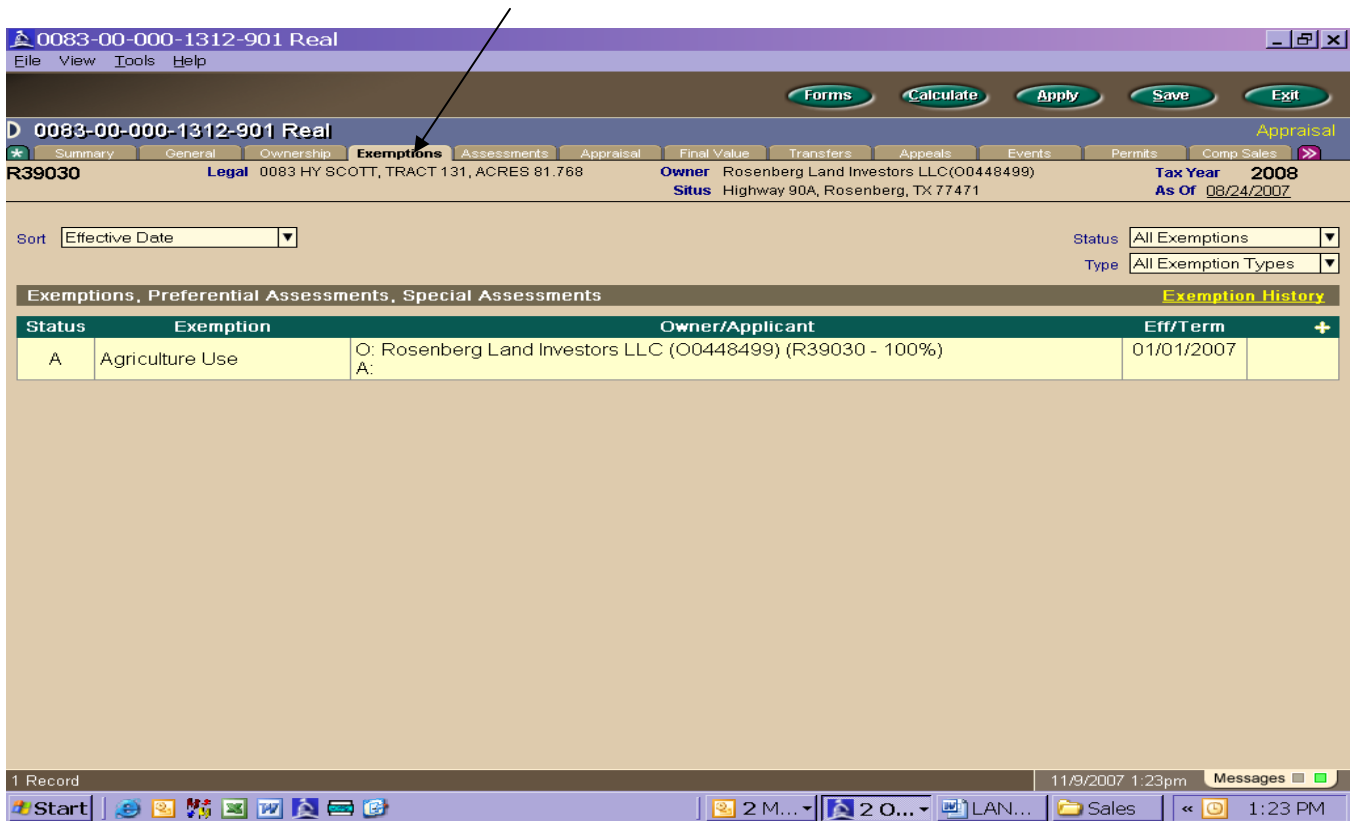 0083-00-000-1312-901 Real
File View Tools Help
Forms Calculate Apply Save Exit
0083-00-000-1312-901 Real Appraisal
* Summary General Ownership Exemptions Assessments Appraisal Final Value Transfers Appeals Events Permits Comp Sales >>
R39030 Legal 0083 HY SCOTT, TRACT 131, ACRES 81.768 Owner Rosenberg Land Investors LLC(O0448499) Tax Year 2008
Situs Highway 90A, Rosenberg, TX 77471 As Of 08/24/2007
Sort Effective Date Status All Exemptions
Type All Exemption Types
Exemptions, Preferential Assessments, Special Assessments Exemption History
Status Exemption Owner/Applicant Eff/Term +
A Agriculture Use O: Rosenberg Land Investors LLC (O0448499) (R39030 - 100%) 01/01/2007
A:
1 Record 11/9/2007 1:23pm Messages
Start 2 M... 2 O... LAN... Sales « 1:23 PM